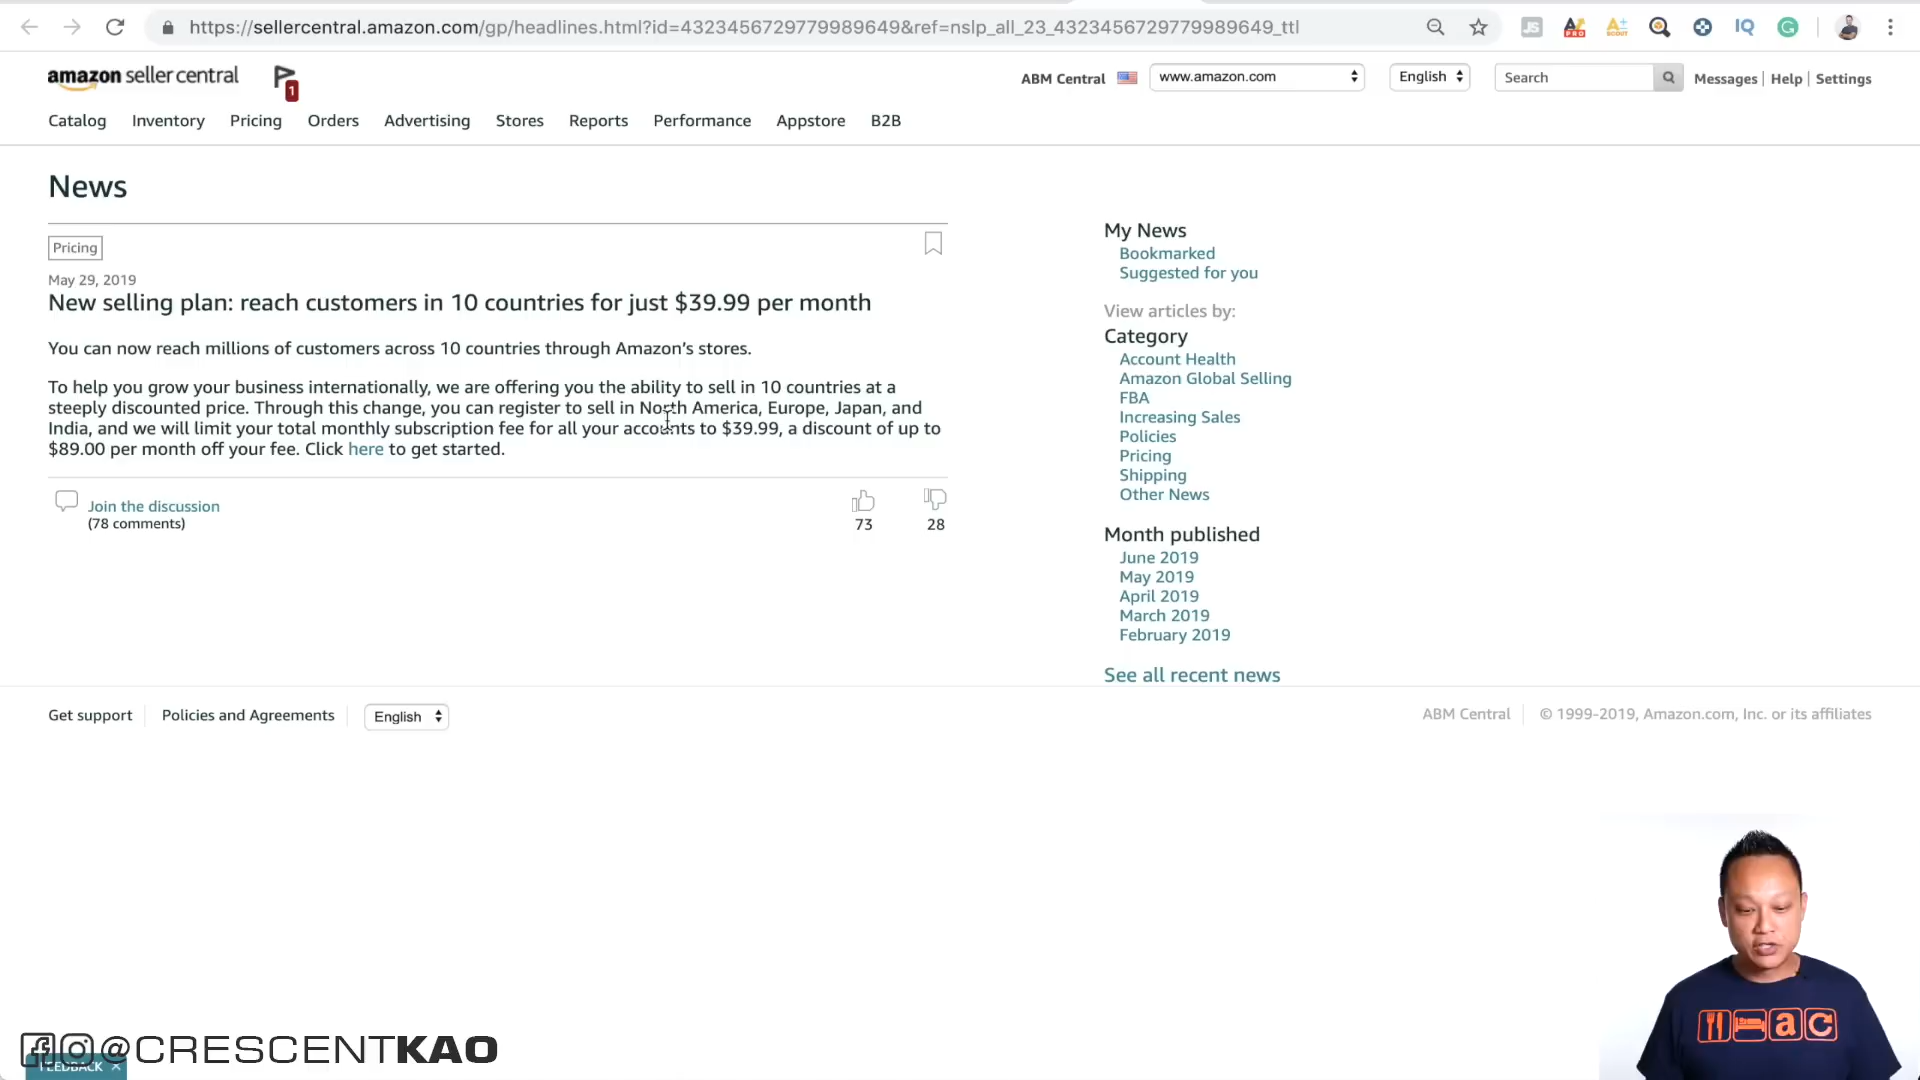 https://sellercentral.amazon.com/gp/headlines.html?id=4323456729779989649&ref=nslp_all_23_4323456729779989649_ttl
JS
PRO
SCOUT
IQ
G
amazon seller central
1
ABM Central
www.amazon.com
English
Search
Messages | Help | Settings
Catalog Inventory Pricing Orders Advertising Stores Reports Performance Appstore B2B
News
Pricing
May 29, 2019
New selling plan: reach customers in 10 countries for just $39.99 per month
You can now reach millions of customers across 10 countries through Amazon's stores.
To help you grow your business internationally, we are offering you the ability to sell in 10 countries at a
steeply discounted price. Through this change, you can register to sell in North America, Europe, Japan, and
India, and we will limit your total monthly subscription fee for all your accounts to $39.99, a discount of up to
$89.00 per month off your fee. Click here to get started.
Join the discussion
(78 comments)
73
28
My News
Bookmarked
Suggested for you
View articles by:
Category
Account Health
Amazon Global Selling
FBA
Increasing Sales
Policies
Pricing
Shipping
Other News
Month published
June 2019
May 2019
April 2019
March 2019
February 2019
See all recent news
Get support
Policies and Agreements
English
ABM Central
© 1999-2019, Amazon.com, Inc. or its affiliates
@CRESCENTKAO
FEEDBACK ×
a c